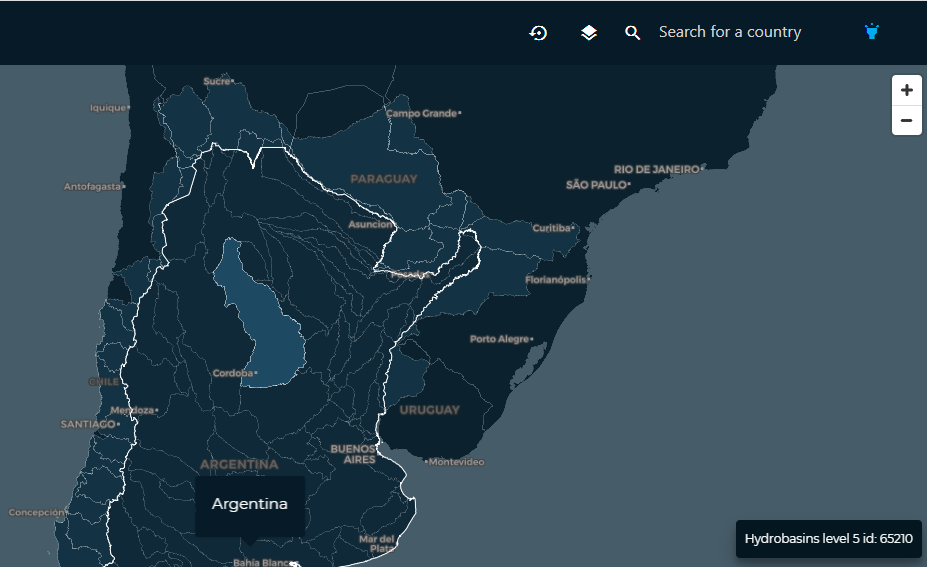 Search for a country
Sucre
Iquique
Campo Grande
RIO DE JANEIRO
PARAGUAY
Antofagasta
SÃO PAULO
Asuncion
Curitiba
Posadas
Florianópolis
Porto Alegre
Cordoba
CHILE
Mendoza
URUGUAY
SANTIAGO
BUENOS
AIRES
ARGENTINA
Montevideo
Argentina
Concepción
Mar del
Plata
Bahía Blanc
Hydrobasins level 5 id: 65210
+
−